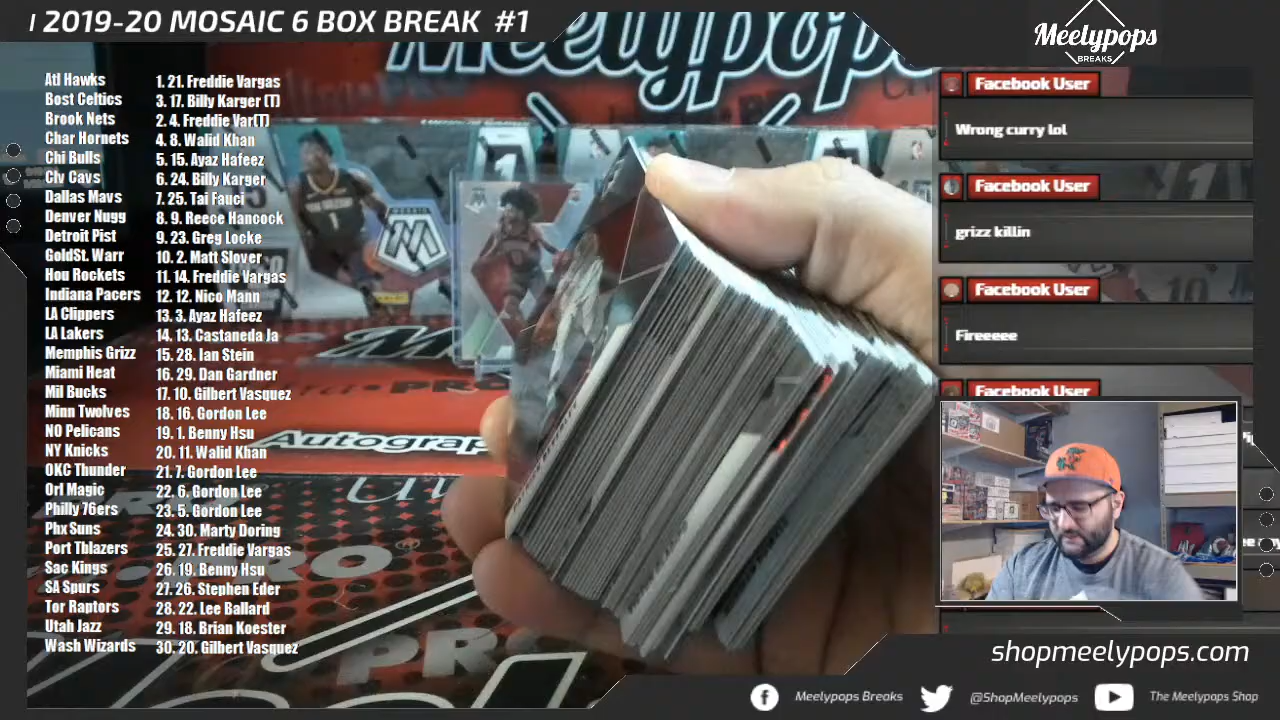 2019-20 MOSAIC 6 BOX BREAK #1
Meelypops
BREAKS
Meelypops
Atl Hawks 1. 21. Freddie Vargas
Bost Celtics 3. 17. Billy Karger (T)
Brook Nets 2. 4. Freddie Var(T)
Char Hornets 4. 8. Walid Khan
Chi Bulls 5. 15. Ayaz Hafeez
Clv Cavs 6. 24. Billy Karger
Dallas Mavs 7. 25. Tai Fauci
Denver Nugg 8. 9. Reece Hancock
Detroit Pist 9. 23. Greg Locke
GoldSt. Warr 10. 2. Matt Slover
Hou Rockets 11. 14. Freddie Vargas
Indiana Pacers 12. 12. Nico Mann
LA Clippers 13. 3. Ayaz Hafeez
LA Lakers 14. 13. Castaneda Ja
Memphis Grizz 15. 28. Ian Stein
Miami Heat 16. 29. Dan Gardner
Mil Bucks 17. 10. Gilbert Vasquez
Minn Twolves 18. 16. Gordon Lee
NO Pelicans 19. 1. Benny Hsu
NY Knicks 20. 11. Walid Khan
OKC Thunder 21. 7. Gordon Lee
Orl Magic 22. 6. Gordon Lee
Philly 76ers 23. 5. Gordon Lee
Phx Suns 24. 30. Marty Doring
Port Tblazers 25. 27. Freddie Vargas
Sac Kings 26. 19. Benny Hsu
SA Spurs 27. 26. Stephen Eder
Tor Raptors 28. 22. Lee Ballard
Utah Jazz 29. 18. Brian Koester
Wash Wizards 30. 20. Gilbert Vasquez
MOSAIC
Autograp
PRO
Facebook User
Wrong curry lol
Facebook User
grizz killin
Facebook User
Fireeeee
Facebook User
shopmeelypops.com
Meelypops Breaks
@ShopMeelypops
The Meelypops Shop